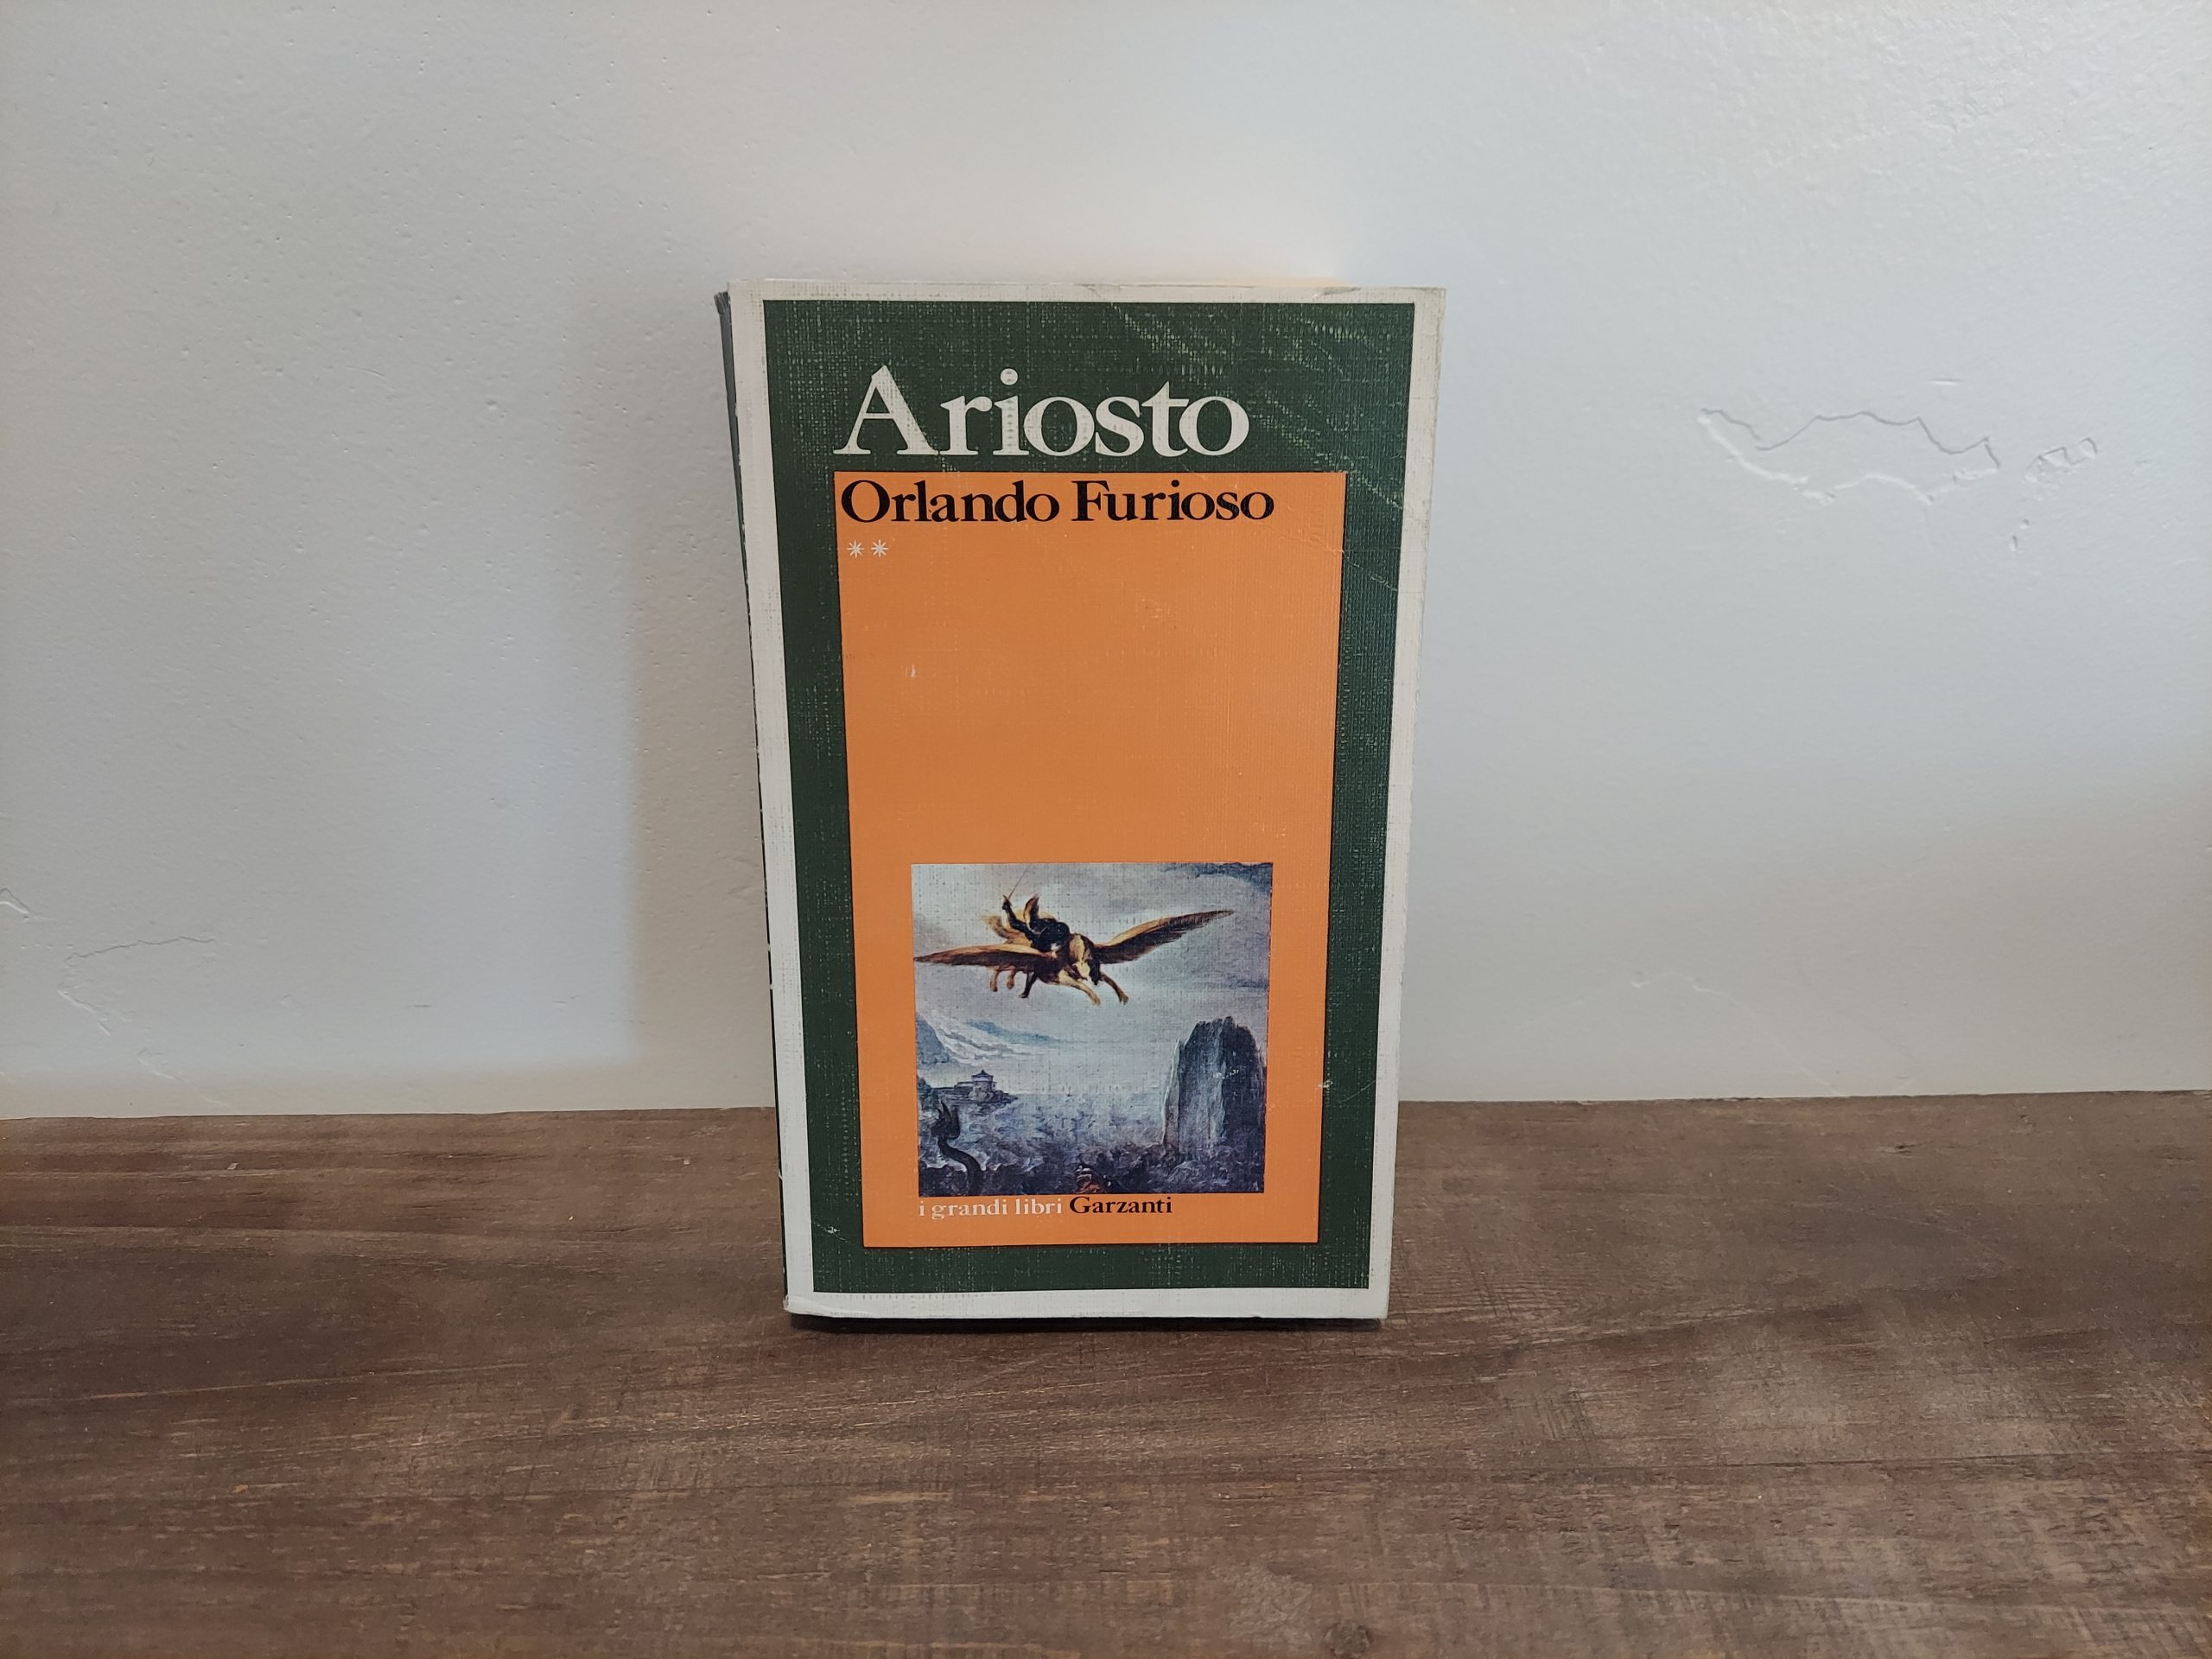 Ariosto
Orlando Furioso
**
i grandi libri Garzanti